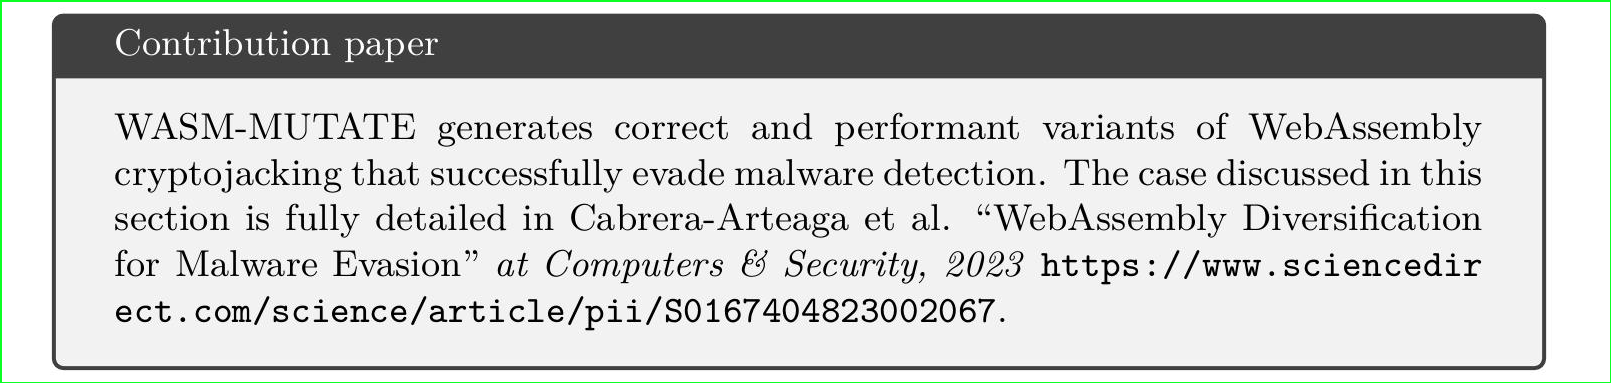 Contribution paper
WASM-MUTATE generates correct and performant variants of WebAssembly
cryptojacking that successfully evade malware detection. The case discussed in this
section is fully detailed in Cabrera-Arteaga et al. “WebAssembly Diversification
for Malware Evasion” at Computers & Security, 2023 https://www.sciencedir
ect.com/science/article/pii/S0167404823002067.